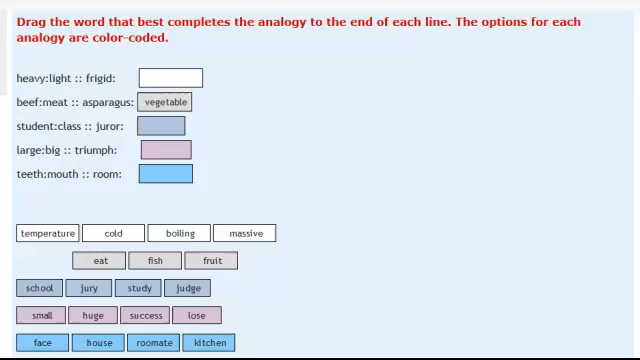 Drag the word that best completes the analogy to the end of each line. The options for each
analogy are color-coded.
heavy:light :: frigid:
beef:meat :: asparagus: vegetable
student:class :: juror:
large:big :: triumph:
teeth:mouth :: room:
temperature cold boiling massive
eat fish fruit
school jury study judge
small huge success lose
face house roomate kitchen